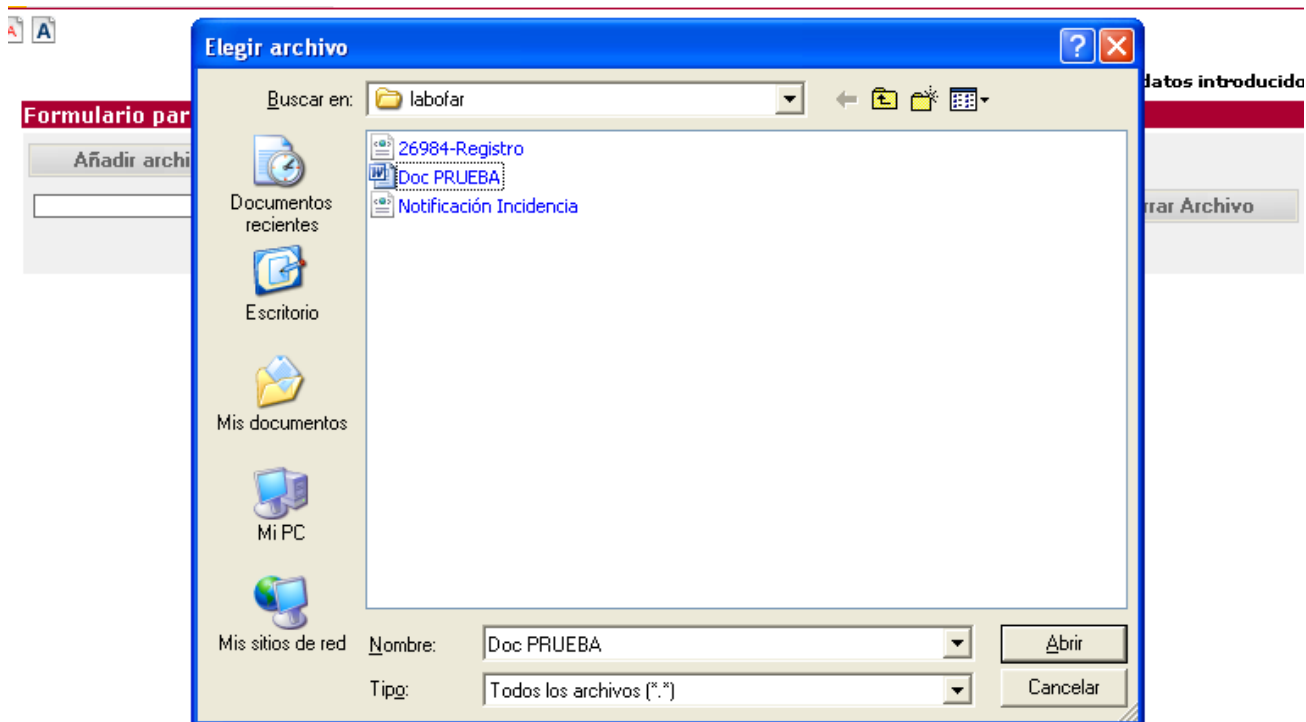 A A
Elegir archivo
datos introducido
Buscar en: labofar
Formulario par
Añadir archi
26984-Registro
Doc PRUEBA
Notificación Incidencia
Documentos
recientes
rrar Archivo
Escritorio
Mis documentos
Mi PC
Mis sitios de red
Nombre: Doc PRUEBA Abrir
Tipo: Todos los archivos (*.*) Cancelar